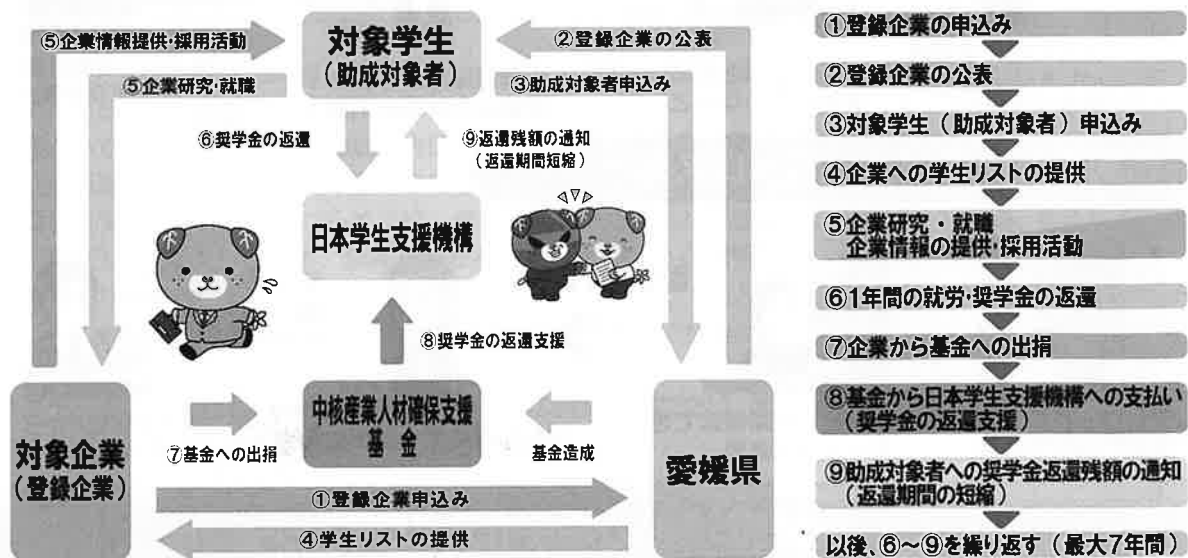 ⑤企業情報提供・採用活動
対象学生
(助成対象者)
②登録企業の公表
⑤企業研究・就職
③助成対象者申込み
⑥奨学金の返還
⑨返還残額の通知
(返還期間短縮)
日本学生支援機構
⑧奨学金の返還支援
対象企業
(登録企業)
⑦基金への出捐
中核産業人材確保支援
基 金
基金造成
愛媛県
①登録企業申込み
④学生リストの提供
①登録企業の申込み
②登録企業の公表
③対象学生(助成対象者)申込み
④企業への学生リストの提供
⑤企業研究・就職
企業情報の提供・採用活動
⑥1年間の就労・奨学金の返還
⑦企業から基金への出捐
⑧基金から日本学生支援機構への支払い
(奨学金の返還支援)
⑨助成対象者への奨学金返還残額の通知
(返還期間の短縮)
以後、⑥~⑨を繰り返す(最大7年間)